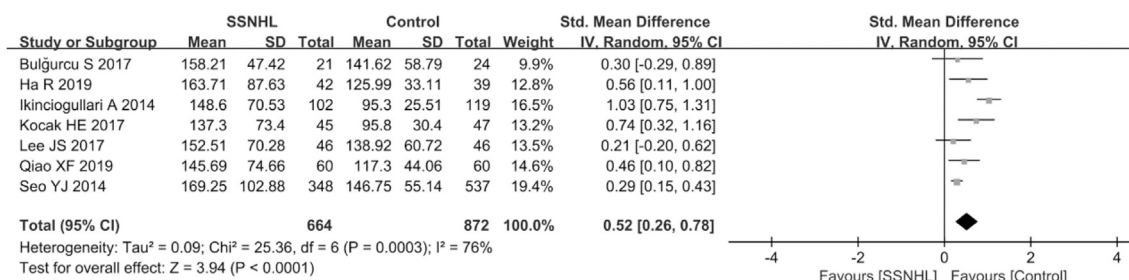 SSNHL Control Std. Mean Difference Std. Mean Difference
Study or Subgroup Mean SD Total Mean SD Total Weight IV, Random, 95% CI IV, Random, 95% CI
Bulğurcu S 2017 158.21 47.42 21 141.62 58.79 24 9.9% 0.30 [-0.29, 0.89]
Ha R 2019 163.71 87.63 42 125.99 33.11 39 12.8% 0.56 [0.11, 1.00]
Ikinciogullari A 2014 148.6 70.53 102 95.3 25.51 119 16.5% 1.03 [0.75, 1.31]
Kocak HE 2017 137.3 73.4 45 95.8 30.4 47 13.2% 0.74 [0.32, 1.16]
Lee JS 2017 152.51 70.28 46 138.92 60.72 46 13.5% 0.21 [-0.20, 0.62]
Qiao XF 2019 145.69 74.66 60 117.3 44.06 60 14.6% 0.46 [0.10, 0.82]
Seo YJ 2014 169.25 102.88 348 146.75 55.14 537 19.4% 0.29 [0.15, 0.43]
Total (95% CI) 664 872 100.0% 0.52 [0.26, 0.78]
Heterogeneity: Tau² = 0.09; Chi² = 25.36, df = 6 (P = 0.0003); I² = 76%
Test for overall effect: Z = 3.94 (P < 0.0001)
-4 -2 0 2 4
Favours [SSNHL] Favours [Control]